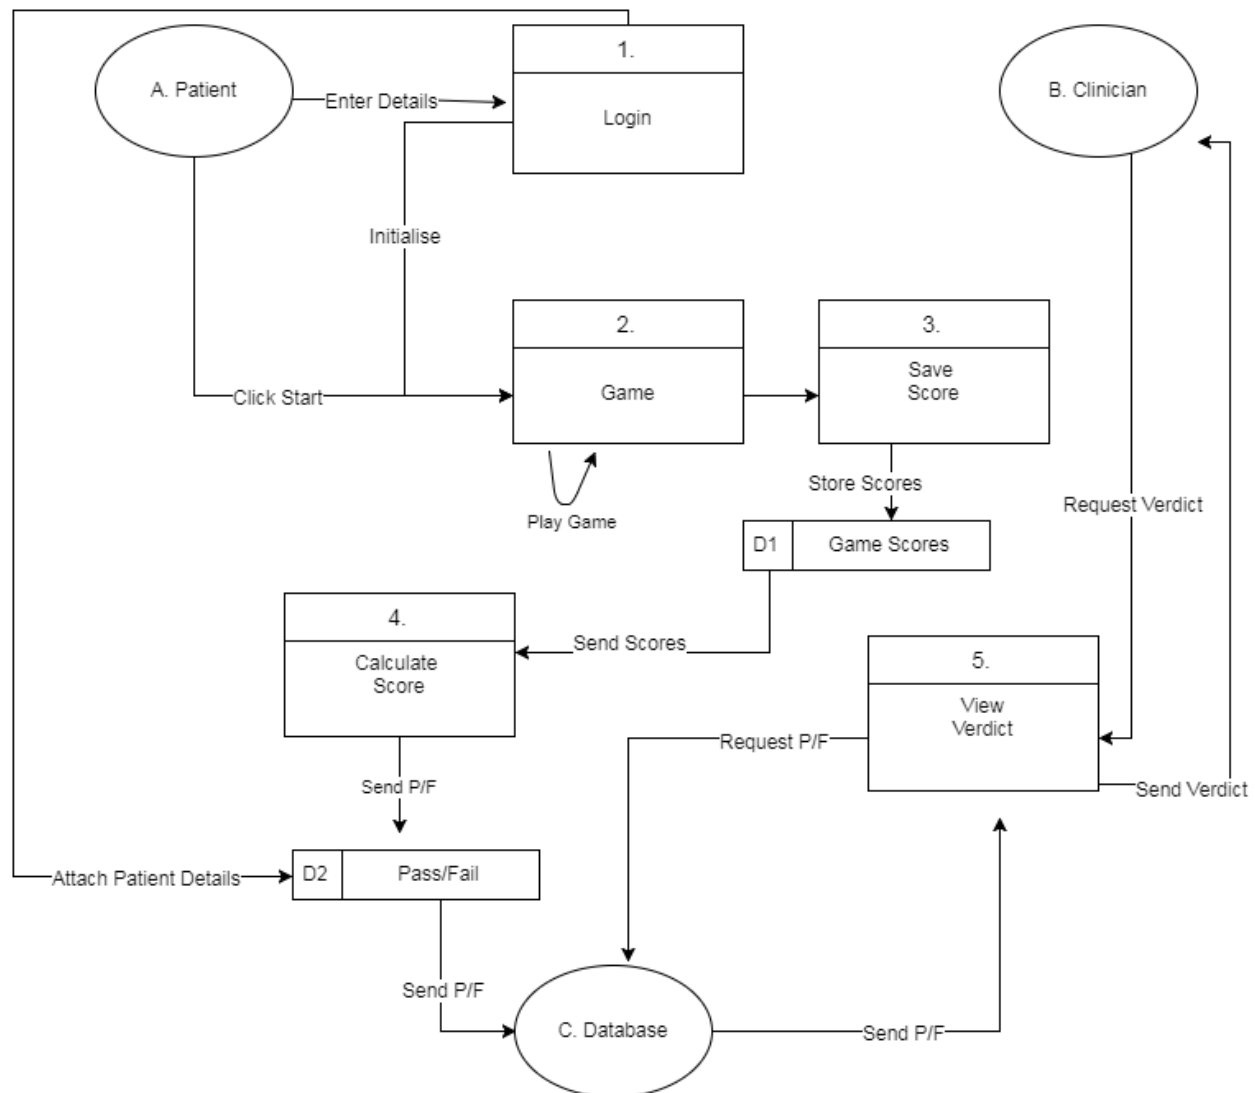 1.
A. Patient
Enter Details
Login
B. Clinician
Initialise
2.
3.
Click Start
Game
Save
Score
Play Game
Store Scores
Request Verdict
D1
Game Scores
4.
Calculate
Score
Send Scores
5.
View
Verdict
Request P/F
Send P/F
Send Verdict
Attach Patient Details
D2
Pass/Fail
Send P/F
C. Database
Send P/F